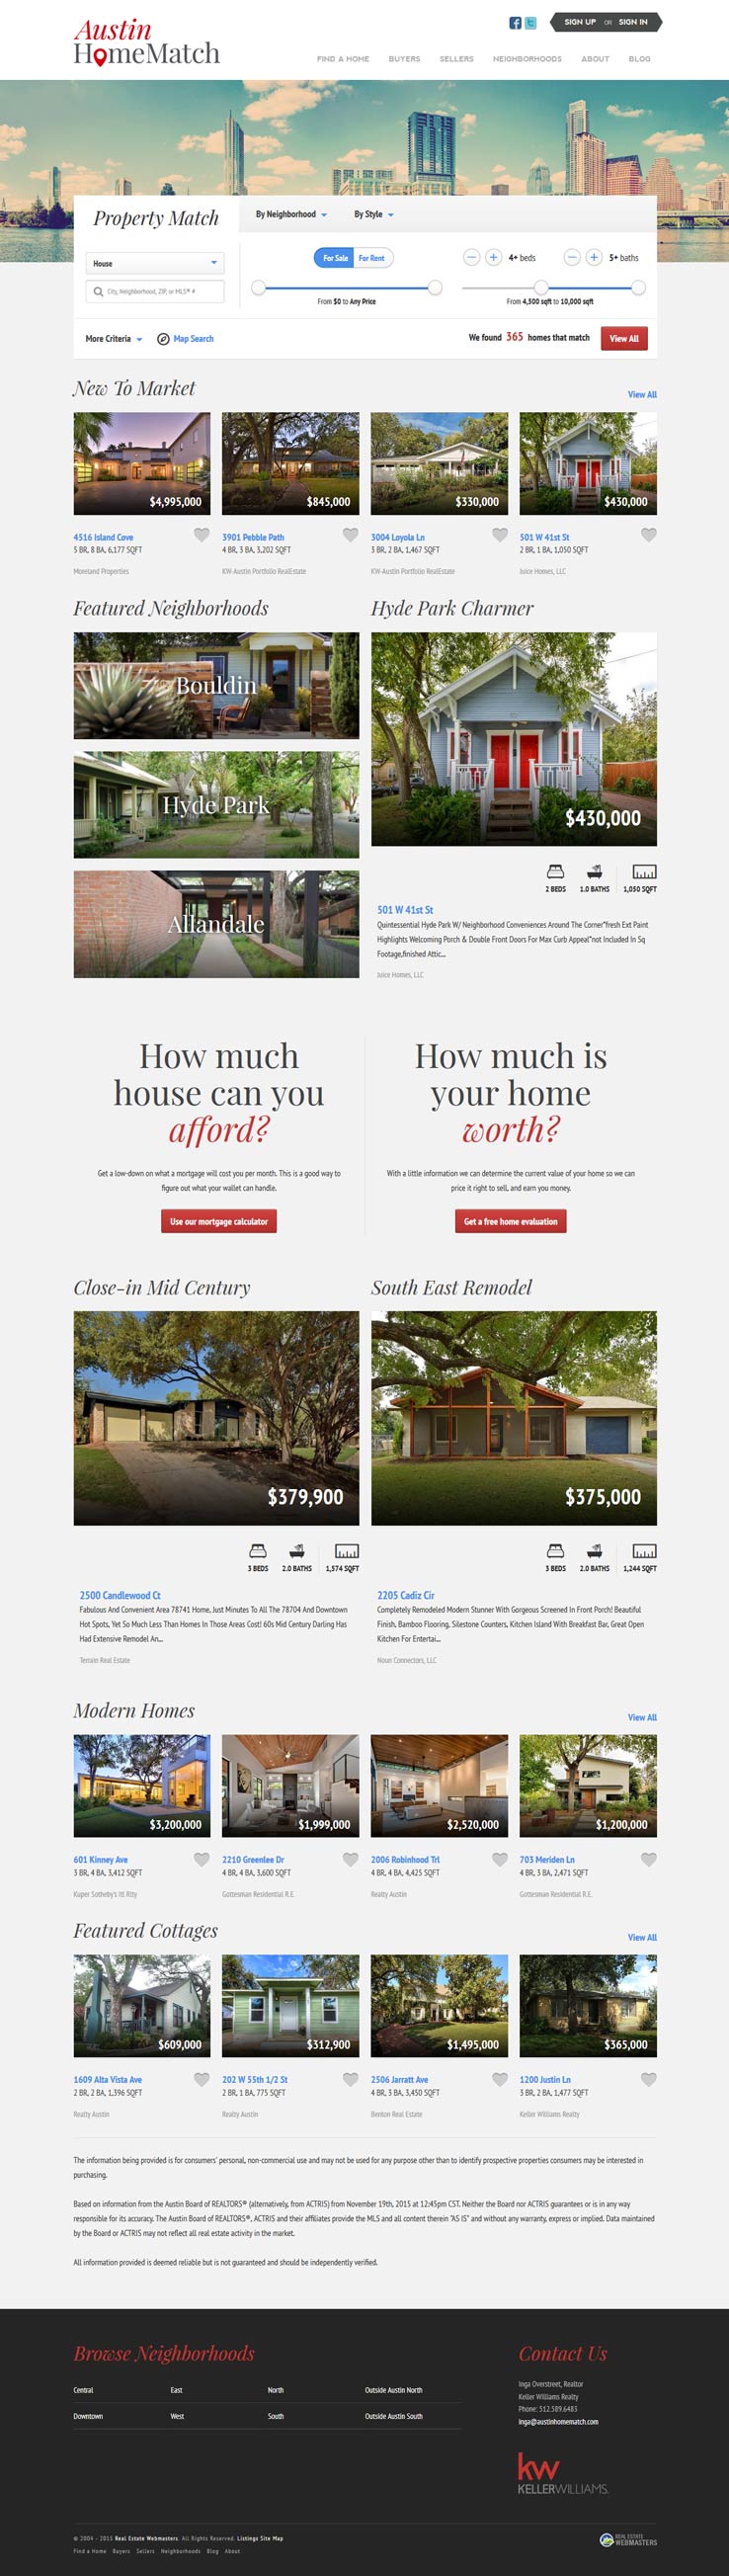 Austin
HomeMatch
SIGN UP OR SIGN IN
FIND A HOME BUYERS SELLERS NEIGHBORHOODS ABOUT BLOG
Property Match
By Neighborhood By Style
House
For Sale For Rent
4+ beds 5+ baths
City, Neighborhood, ZIP, or MLS® #
From $0 to Any Price
From 4,500 sqft to 10,000 sqft
More Criteria Map Search
We found 365 homes that match View All
New To Market
View All
$4,995,000 $845,000 $330,000 $430,000
4516 Island Cove 3901 Pebble Path 3004 Loyola Ln 501 W 41st St
5 BR, 8 BA, 6,177 SQFT 4 BR, 3 BA, 3,202 SQFT 3 BR, 2 BA, 1,467 SQFT 2 BR, 1 BA, 1,050 SQFT
Moreland Properties KW-Austin Portfolio RealEstate KW-Austin Portfolio RealEstate Juice Homes, LLC
Featured Neighborhoods
Bouldin
Hyde Park
Allandale
Hyde Park Charmer
$430,000
2 BEDS 1.0 BATHS 1,050 SQFT
501 W 41st St
Quintessential Hyde Park W/ Neighborhood Conveniences Around The Corner*fresh Ext Paint
Highlights Welcoming Porch & Double Front Doors For Max Curb Appeal*not Included In Sq
Footage,finished Attic...
Juice Homes, LLC
How much
house can you
afford?
Get a low-down on what a mortgage will cost you per month. This is a good way to
figure out what your wallet can handle.
Use our mortgage calculator
How much is
your home
worth?
With a little information we can determine the current value of your home so we can
price it right to sell, and earn you money.
Get a free home evaluation
Close-in Mid Century
$379,900
3 BEDS 2.0 BATHS 1,574 SQFT
2500 Candlewood Ct
Fabulous And Convenient Area 78741 Home, Just Minutes To All The 78704 And Downtown
Hot Spots, Yet So Much Less Than Homes In Those Areas Cost! 60s Mid Century Darling Has
Had Extensive Remodel An...
Terrain Real Estate
South East Remodel
$375,000
3 BEDS 2.0 BATHS 1,244 SQFT
2205 Cadiz Cir
Completely Remodeled Modern Stunner With Gorgeous Screened In Front Porch! Beautiful
Finish, Bamboo Flooring, Silestone Counters, Kitchen Island With Breakfast Bar, Great Open
Kitchen For Entertai...
Noun Connectors, LLC
Modern Homes
View All
$3,200,000 $1,999,000 $2,520,000 $1,200,000
601 Kinney Ave 2210 Greenlee Dr 2006 Robinhood Trl 703 Meriden Ln
3 BR, 4 BA, 3,412 SQFT 4 BR, 4 BA, 3,600 SQFT 4 BR, 4 BA, 4,425 SQFT 4 BR, 3 BA, 2,471 SQFT
Kuper Sotheby's Itl Rlty Gottesman Residential R.E. Realty Austin Gottesman Residential R.E.
Featured Cottages
View All
$609,000 $312,900 $1,495,000 $365,000
1609 Alta Vista Ave 202 W 55th 1/2 St 2506 Jarratt Ave 1200 Justin Ln
2 BR, 2 BA, 1,396 SQFT 2 BR, 1 BA, 775 SQFT 4 BR, 3 BA, 3,450 SQFT 3 BR, 2 BA, 1,477 SQFT
Realty Austin Realty Austin Renton Real Estate Keller Williams Realty
The information being provided is for consumers' personal, non-commercial use and may not be used for any purpose other than to identify prospective properties consumers may be interested in
purchasing.
Based on information from the Austin Board of REALTORS® (alternatively, from ACTRIS) from November 19th, 2015 at 12:45pm CST. Neither the Board nor ACTRIS guarantees or is in any way
responsible for its accuracy. The Austin Board of REALTORS®, ACTRIS and their affiliates provide the MLS and all content therein "AS IS" and without any warranty, express or implied. Data maintained
by the Board or ACTRIS may not reflect all real estate activity in the market.
All information provided is deemed reliable but is not guaranteed and should be independently verified.
Browse Neighborhoods
Central East North Outside Austin North
Downtown West South Outside Austin South
Contact Us
Inga Overstreet, Realtor
Keller Williams Realty
Phone: 512.589.6483
inga@austinhomematch.com
kw
KELLERWILLIAMS.
© 2004 - 2015 Real Estate Webmasters. All Rights Reserved. Listings Site Map
Find a Home Buyers Sellers Neighborhoods Blog About
REAL ESTATE
WEBMASTERS